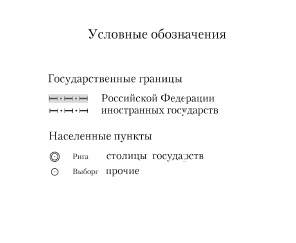 Условные обозначения
Государственные границы
Российской Федерации
иностранных государств
Населенные пункты
Рига столицы государств
Выборг прочие